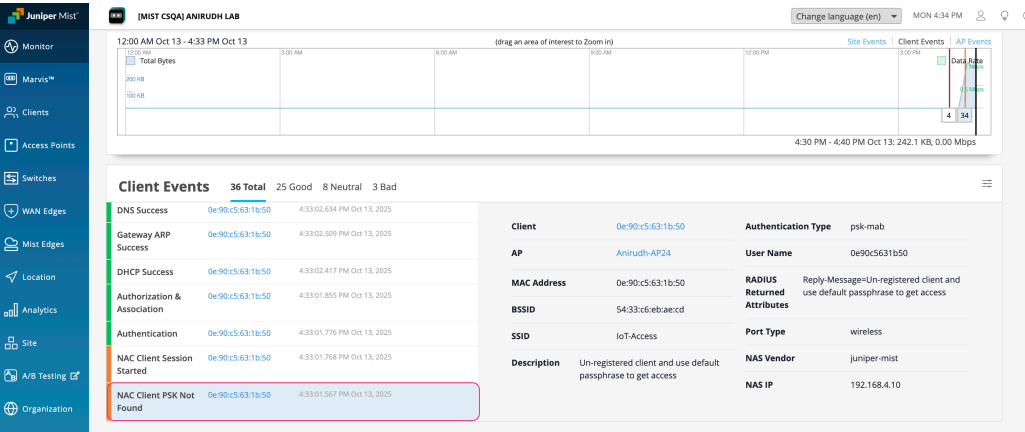 Juniper Mist™
[MIST CSQA] ANIRUDH LAB
Change language (en)
MON 4:34 PM
Monitor
Marvis™
Clients
Access Points
Switches
WAN Edges
Mist Edges
Location
Analytics
Site
A/B Testing
Organization
12:00 AM Oct 13 - 4:33 PM Oct 13
(drag an area of interest to Zoom in)
Site Events | Client Events | AP Events
12:00 AM 3:00 AM 6:00 AM 9:00 AM 12:00 PM 3:00 PM
Total Bytes
Data Rate
200 KB
100 KB
4 34
4:30 PM - 4:40 PM Oct 13: 242.1 KB, 0.00 Mbps
Client Events 36 Total 25 Good 8 Neutral 3 Bad
DNS Success 0e:90:c5:63:1b:50 4:33:02.634 PM Oct 13, 2025
Gateway ARP Success 0e:90:c5:63:1b:50 4:33:02.509 PM Oct 13, 2025
DHCP Success 0e:90:c5:63:1b:50 4:33:02.417 PM Oct 13, 2025
Authorization & Association 0e:90:c5:63:1b:50 4:33:01.855 PM Oct 13, 2025
Authentication 0e:90:c5:63:1b:50 4:33:01.776 PM Oct 13, 2025
NAC Client Session Started 0e:90:c5:63:1b:50 4:33:01.768 PM Oct 13, 2025
NAC Client PSK Not Found 0e:90:c5:63:1b:50 4:33:01.567 PM Oct 13, 2025
Client 0e:90:c5:63:1b:50
AP Anirudh-AP24
MAC Address 0e:90:c5:63:1b:50
BSSID 54:33:c6:eb:ae:cd
SSID IoT-Access
Description Un-registered client and use default
passphrase to get access
Authentication Type psk-mab
User Name 0e90c5631b50
RADIUS Returned Attributes Reply-Message=Un-registered client and
use default passphrase to get access
Port Type wireless
NAS Vendor juniper-mist
NAS IP 192.168.4.10